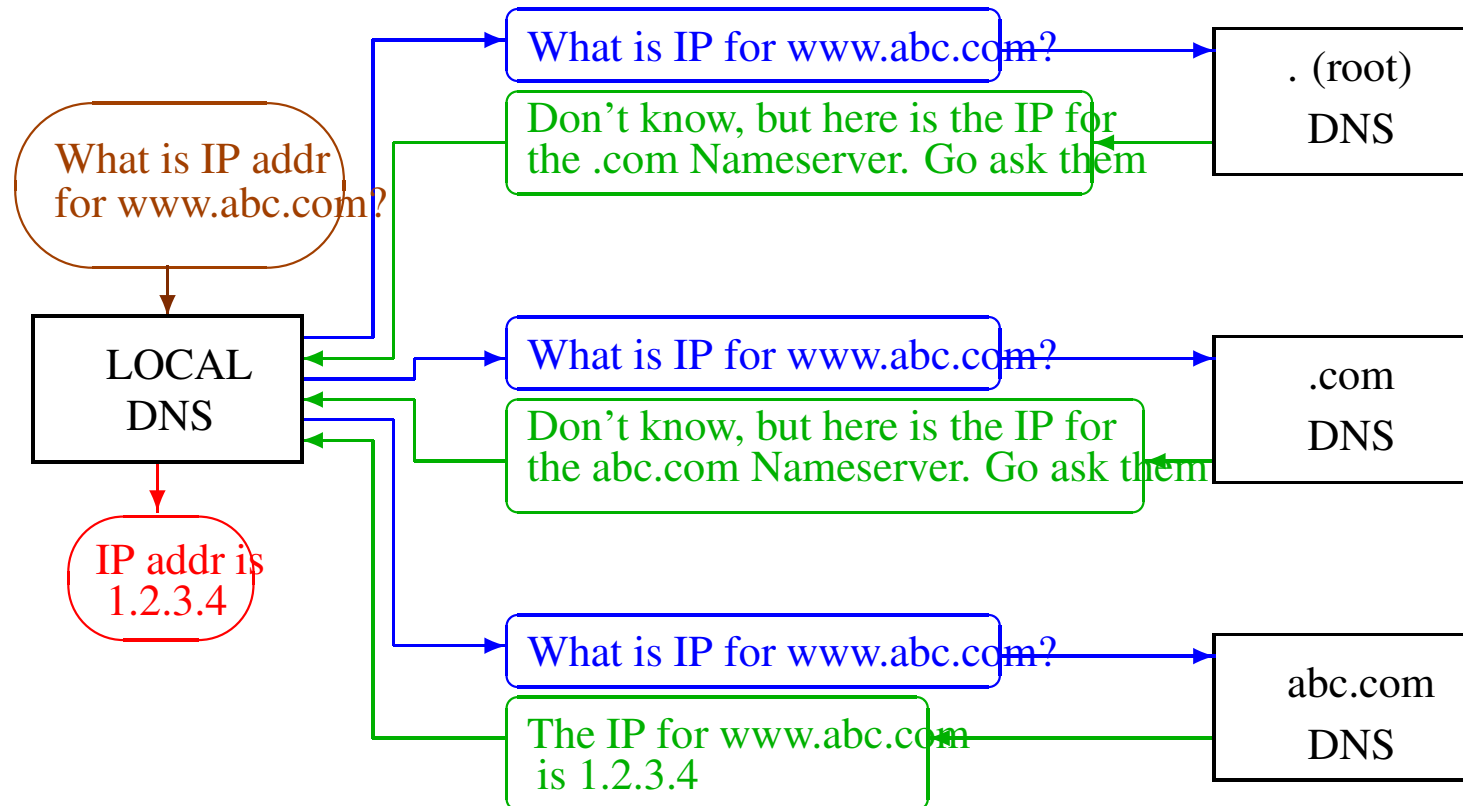 What is IP for www.abc.com?
. (root)
DNS
Don't know, but here is the IP for
the .com Nameserver. Go ask them
What is IP addr
for www.abc.com?
LOCAL
DNS
What is IP for www.abc.com?
.com
DNS
Don't know, but here is the IP for
the abc.com Nameserver. Go ask them
IP addr is
1.2.3.4
What is IP for www.abc.com?
abc.com
DNS
The IP for www.abc.com
is 1.2.3.4